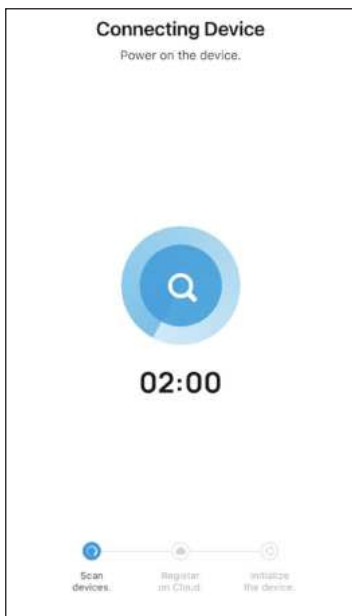 Connecting Device
Power on the device.
02:00
Scan
devices.
Register
on Cloud.
Initialize
the device.